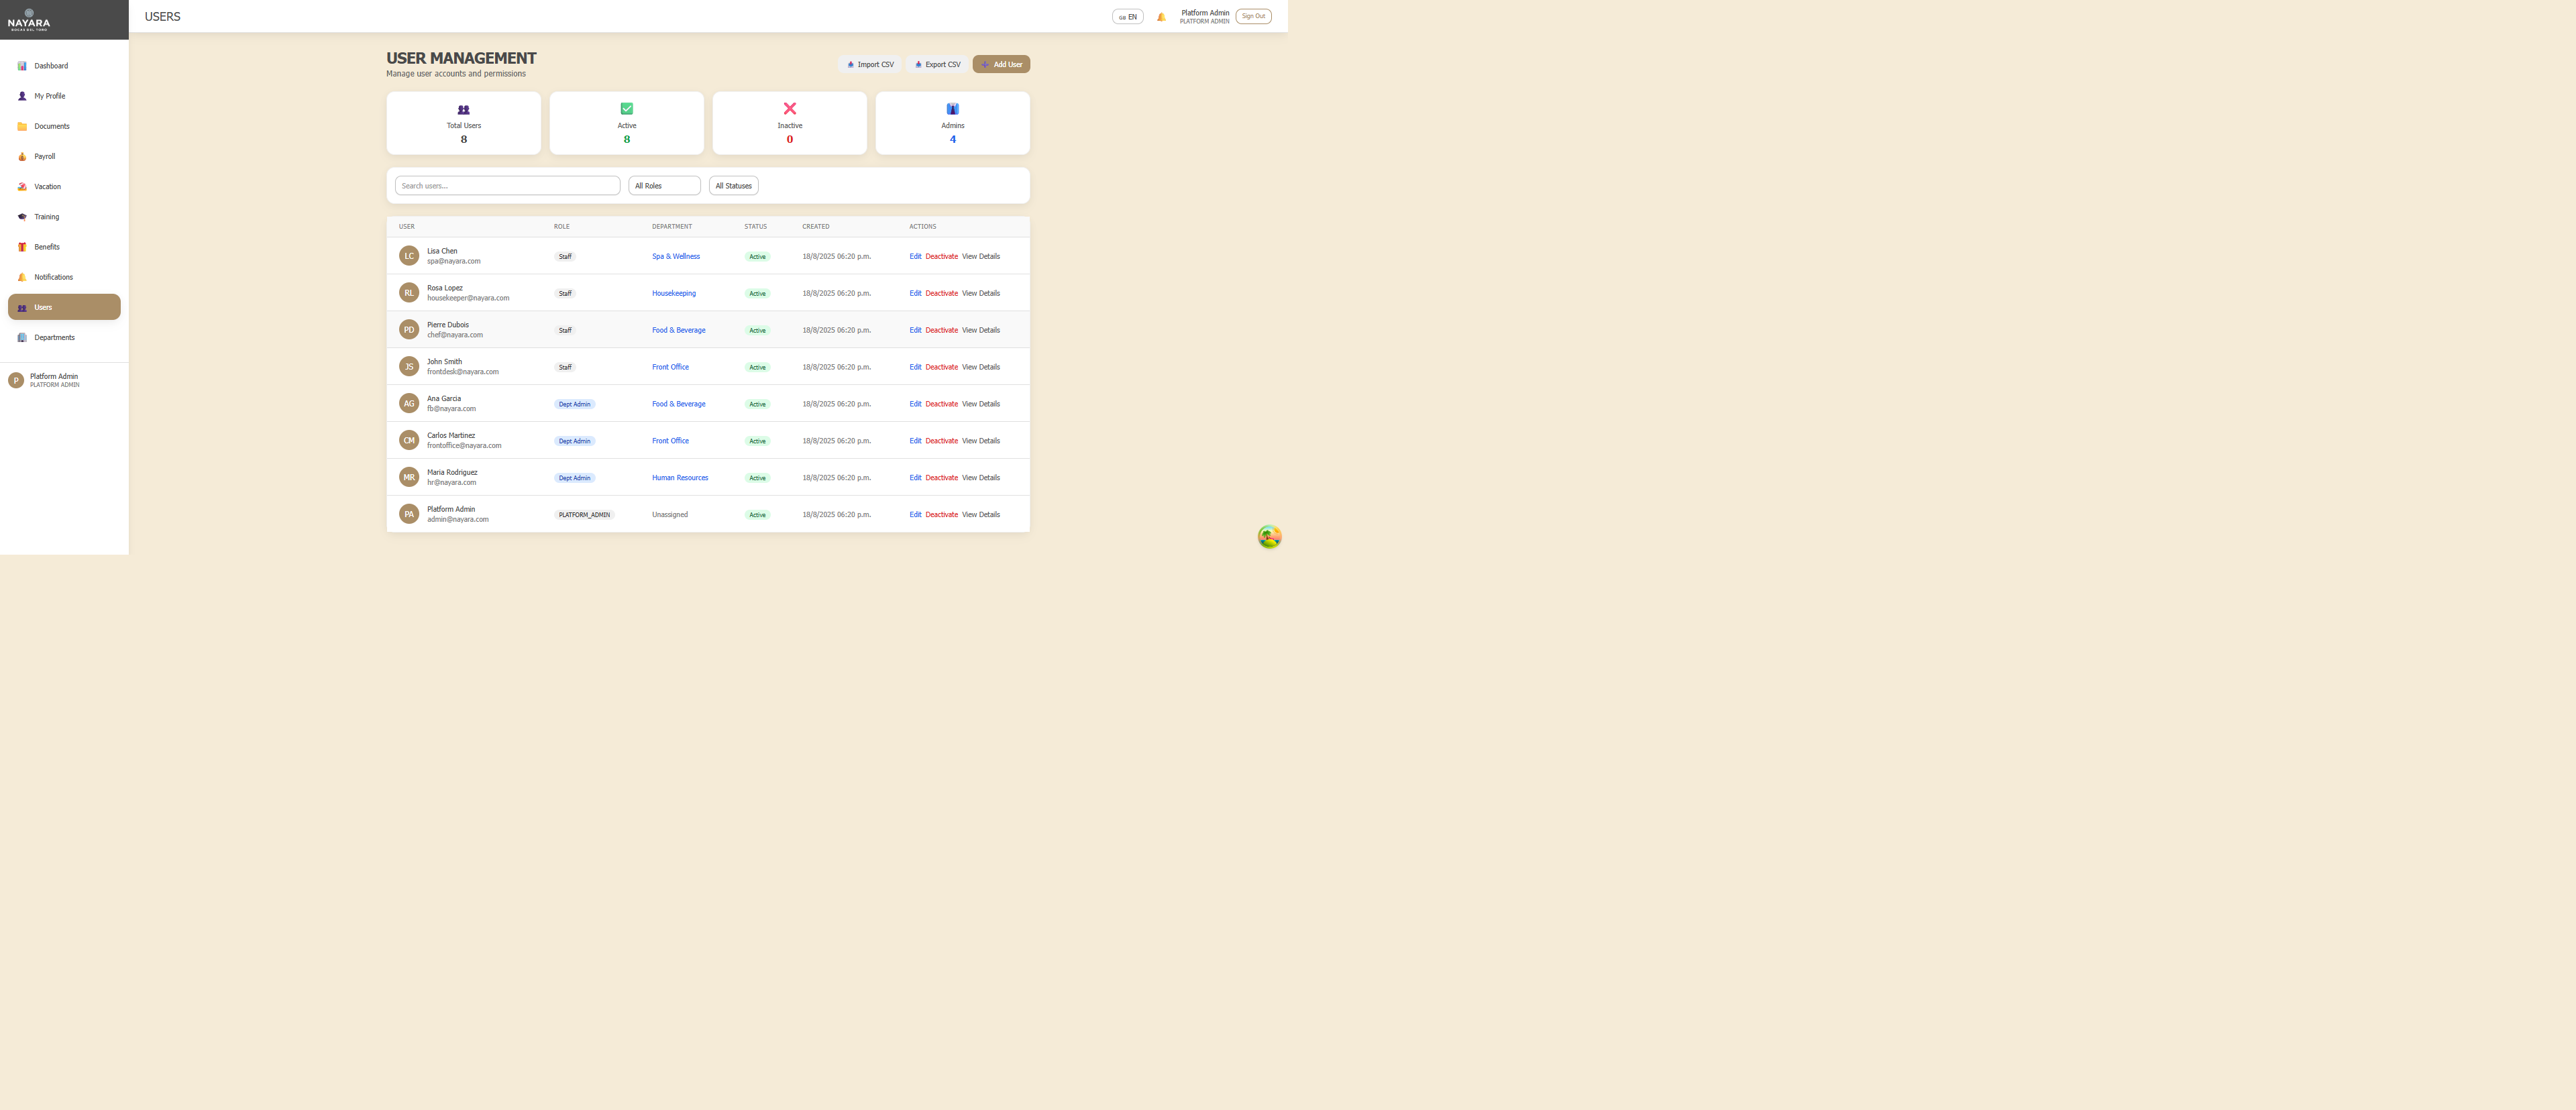 NAYARA
BOCAS DEL TORO
USERS
GB EN
Platform Admin
PLATFORM ADMIN
Sign Out
Dashboard
My Profile
Documents
Payroll
Vacation
Training
Benefits
Notifications
Users
Departments
Platform Admin
PLATFORM ADMIN
P
USER MANAGEMENT
Manage user accounts and permissions
Import CSV
Export CSV
Add User
Total Users
8
Active
8
Inactive
0
Admins
4
Search users...
All Roles
All Statuses
USER ROLE DEPARTMENT STATUS CREATED ACTIONS
LC Lisa Chen
spa@nayara.com
Staff Spa & Wellness Active 18/8/2025 06:20 p.m. Edit Deactivate View Details
RL Rosa Lopez
housekeeper@nayara.com
Staff Housekeeping Active 18/8/2025 06:20 p.m. Edit Deactivate View Details
PD Pierre Dubois
chef@nayara.com
Staff Food & Beverage Active 18/8/2025 06:20 p.m. Edit Deactivate View Details
JS John Smith
frontdesk@nayara.com
Staff Front Office Active 18/8/2025 06:20 p.m. Edit Deactivate View Details
AG Ana Garcia
fb@nayara.com
Dept Admin Food & Beverage Active 18/8/2025 06:20 p.m. Edit Deactivate View Details
CM Carlos Martinez
frontoffice@nayara.com
Dept Admin Front Office Active 18/8/2025 06:20 p.m. Edit Deactivate View Details
MR Maria Rodriguez
hr@nayara.com
Dept Admin Human Resources Active 18/8/2025 06:20 p.m. Edit Deactivate View Details
PA Platform Admin
admin@nayara.com
PLATFORM_ADMIN Unassigned Active 18/8/2025 06:20 p.m. Edit Deactivate View Details